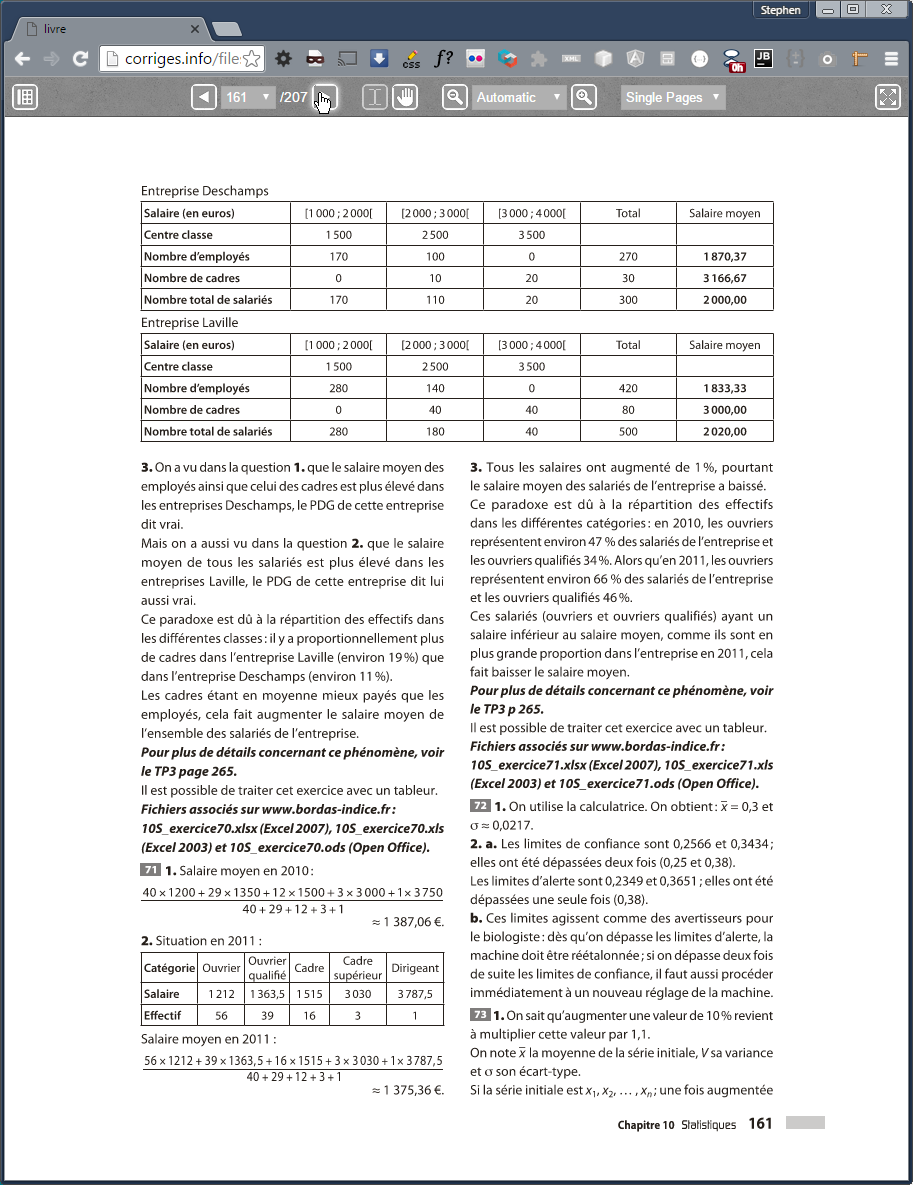 Stephen
livre
corriges.info/file
css
f?
XML
0h
JB
161
/207
Automatic
Single Pages
Entreprise Deschamps
Salaire (en euros) [1 000 ; 2 000[ [2 000 ; 3 000[ [3 000 ; 4 000[ Total Salaire moyen
Centre classe 1 500 2 500 3 500
Nombre d'employés 170 100 0 270 1 870,37
Nombre de cadres 0 10 20 30 3 166,67
Nombre total de salariés 170 110 20 300 2 000,00
Entreprise Laville
Salaire (en euros) [1 000 ; 2 000[ [2 000 ; 3 000[ [3 000 ; 4 000[ Total Salaire moyen
Centre classe 1 500 2 500 3 500
Nombre d'employés 280 140 0 420 1 833,33
Nombre de cadres 0 40 40 80 3 000,00
Nombre total de salariés 280 180 40 500 2 020,00
3. On a vu dans la question 1. que le salaire moyen des
employés ainsi que celui des cadres est plus élevé dans
les entreprises Deschamps, le PDG de cette entreprise
dit vrai.
Mais on a aussi vu dans la question 2. que le salaire
moyen de tous les salariés est plus élevé dans les
entreprises Laville, le PDG de cette entreprise dit lui
aussi vrai.
Ce paradoxe est dû à la répartition des effectifs dans
les différentes classes : il y a proportionnellement plus
de cadres dans l'entreprise Laville (environ 19 %) que
dans l'entreprise Deschamps (environ 11 %).
Les cadres étant en moyenne mieux payés que les
employés, cela fait augmenter le salaire moyen de
l'ensemble des salariés de l'entreprise.
Pour plus de détails concernant ce phénomène, voir
le TP3 page 265.
Il est possible de traiter cet exercice avec un tableur.
Fichiers associés sur www.bordas-indice.fr :
10S_exercice70.xlsx (Excel 2007), 10S_exercice70.xls
(Excel 2003) et 10S_exercice70.ods (Open Office).
71 1. Salaire moyen en 2010 :
40 × 1200 + 29 × 1350 + 12 × 1500 + 3 × 3 000 + 1 × 3 750
40 + 29 + 12 + 3 + 1
≈ 1 387,06 €.
2. Situation en 2011 :
Catégorie Ouvrier Ouvrier qualifié Cadre Cadre supérieur Dirigeant
Salaire 1 212 1 363,5 1 515 3 030 3 787,5
Effectif 56 39 16 3 1
Salaire moyen en 2011 :
56 × 1212 + 39 × 1363,5 + 16 × 1515 + 3 × 3 030 + 1 × 3787,5
40 + 29 + 12 + 3 + 1
≈ 1 375,36 €.
3. Tous les salaires ont augmenté de 1 %, pourtant
le salaire moyen des salariés de l'entreprise a baissé.
Ce paradoxe est dû à la répartition des effectifs
dans les différentes catégories : en 2010, les ouvriers
représentent environ 47 % des salariés de l'entreprise et
les ouvriers qualifiés 34 %. Alors qu'en 2011, les ouvriers
représentent environ 66 % des salariés de l'entreprise
et les ouvriers qualifiés 46 %.
Ces salariés (ouvriers et ouvriers qualifiés) ayant un
salaire inférieur au salaire moyen, comme ils sont en
plus grande proportion dans l'entreprise en 2011, cela
fait baisser le salaire moyen.
Pour plus de détails concernant ce phénomène, voir
le TP3 p 265.
Il est possible de traiter cet exercice avec un tableur.
Fichiers associés sur www.bordas-indice.fr :
10S_exercice71.xlsx (Excel 2007), 10S_exercice71.xls
(Excel 2003) et 10S_exercice71.ods (Open Office).
72 1. On utilise la calculatrice. On obtient : x̄ = 0,3 et
σ ≈ 0,0217.
2. a. Les limites de confiance sont 0,2566 et 0,3434 ;
elles ont été dépassées deux fois (0,25 et 0,38).
Les limites d'alerte sont 0,2349 et 0,3651 ; elles ont été
dépassées une seule fois (0,38).
b. Ces limites agissent comme des avertisseurs pour
le biologiste : dès qu'on dépasse les limites d'alerte, la
machine doit être réétalonnée ; si on dépasse deux fois
de suite les limites de confiance, il faut aussi procéder
immédiatement à un nouveau réglage de la machine.
73 1. On sait qu'augmenter une valeur de 10 % revient
à multiplier cette valeur par 1,1.
On note x̄ la moyenne de la série initiale, V sa variance
et σ son écart-type.
Si la série initiale est x₁, x₂, … , xₙ ; une fois augmentée
Chapitre 10 Statistiques 161